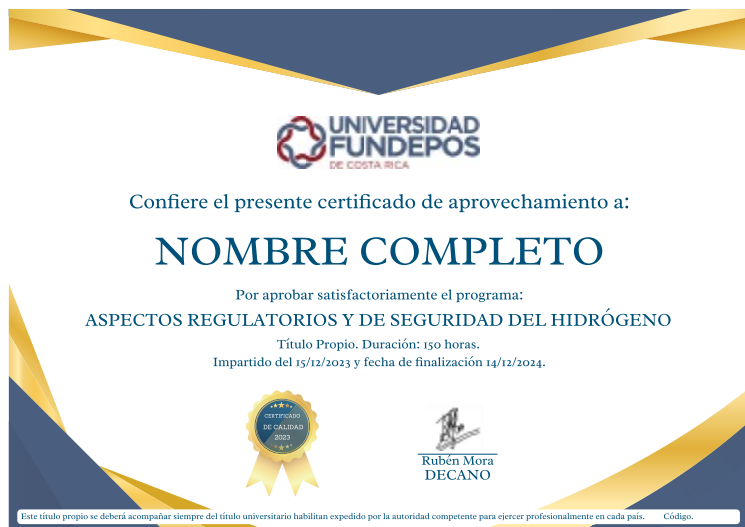 UNIVERSIDAD
FUNDEPOS
DE COSTA RICA
Confiere el presente certificado de aprovechamiento a:
NOMBRE COMPLETO
Por aprobar satisfactoriamente el programa:
ASPECTOS REGULATORIOS Y DE SEGURIDAD DEL HIDRÓGENO
Título Propio. Duración: 150 horas.
Impartido del 15/12/2023 y fecha de finalización 14/12/2024.
CERTIFICADO
DE CALIDAD
2023
Rubén Mora
DECANO
Este título propio se deberá acompañar siempre del título universitario habilitan expedido por la autoridad competente para ejercer profesionalmente en cada país. Código.